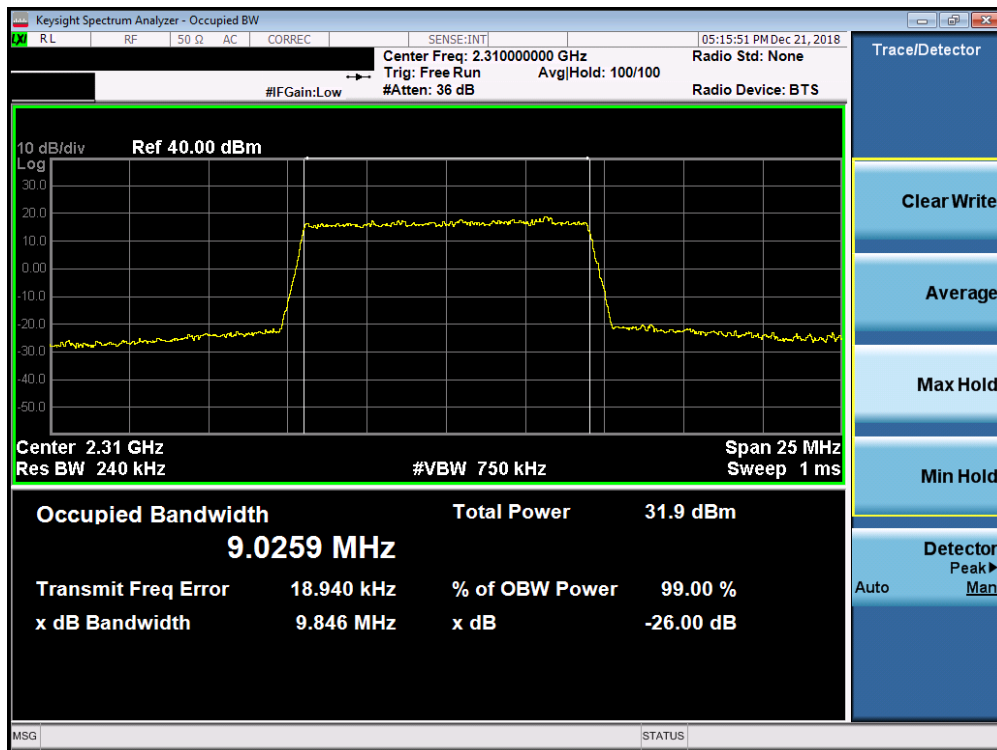 Keysight Spectrum Analyzer - Occupied BW
LXI RL RF 50 Ω AC CORREC SENSE:INT 05:15:51 PM Dec 21, 2018
Center Freq: 2.310000000 GHz Radio Std: None
Trig: Free Run Avg|Hold: 100/100
#IFGain:Low #Atten: 36 dB Radio Device: BTS
Trace/Detector
10 dB/div Ref 40.00 dBm
Log
30.0
20.0
10.0
0.00
-10.0
-20.0
-30.0
-40.0
-50.0
Center 2.31 GHz Span 25 MHz
Res BW 240 kHz #VBW 750 kHz Sweep 1 ms
Occupied Bandwidth Total Power 31.9 dBm
9.0259 MHz
Transmit Freq Error 18.940 kHz % of OBW Power 99.00 %
x dB Bandwidth 9.846 MHz x dB -26.00 dB
Clear Write
Average
Max Hold
Min Hold
Detector
Peak▶
Auto Man
MSG STATUS